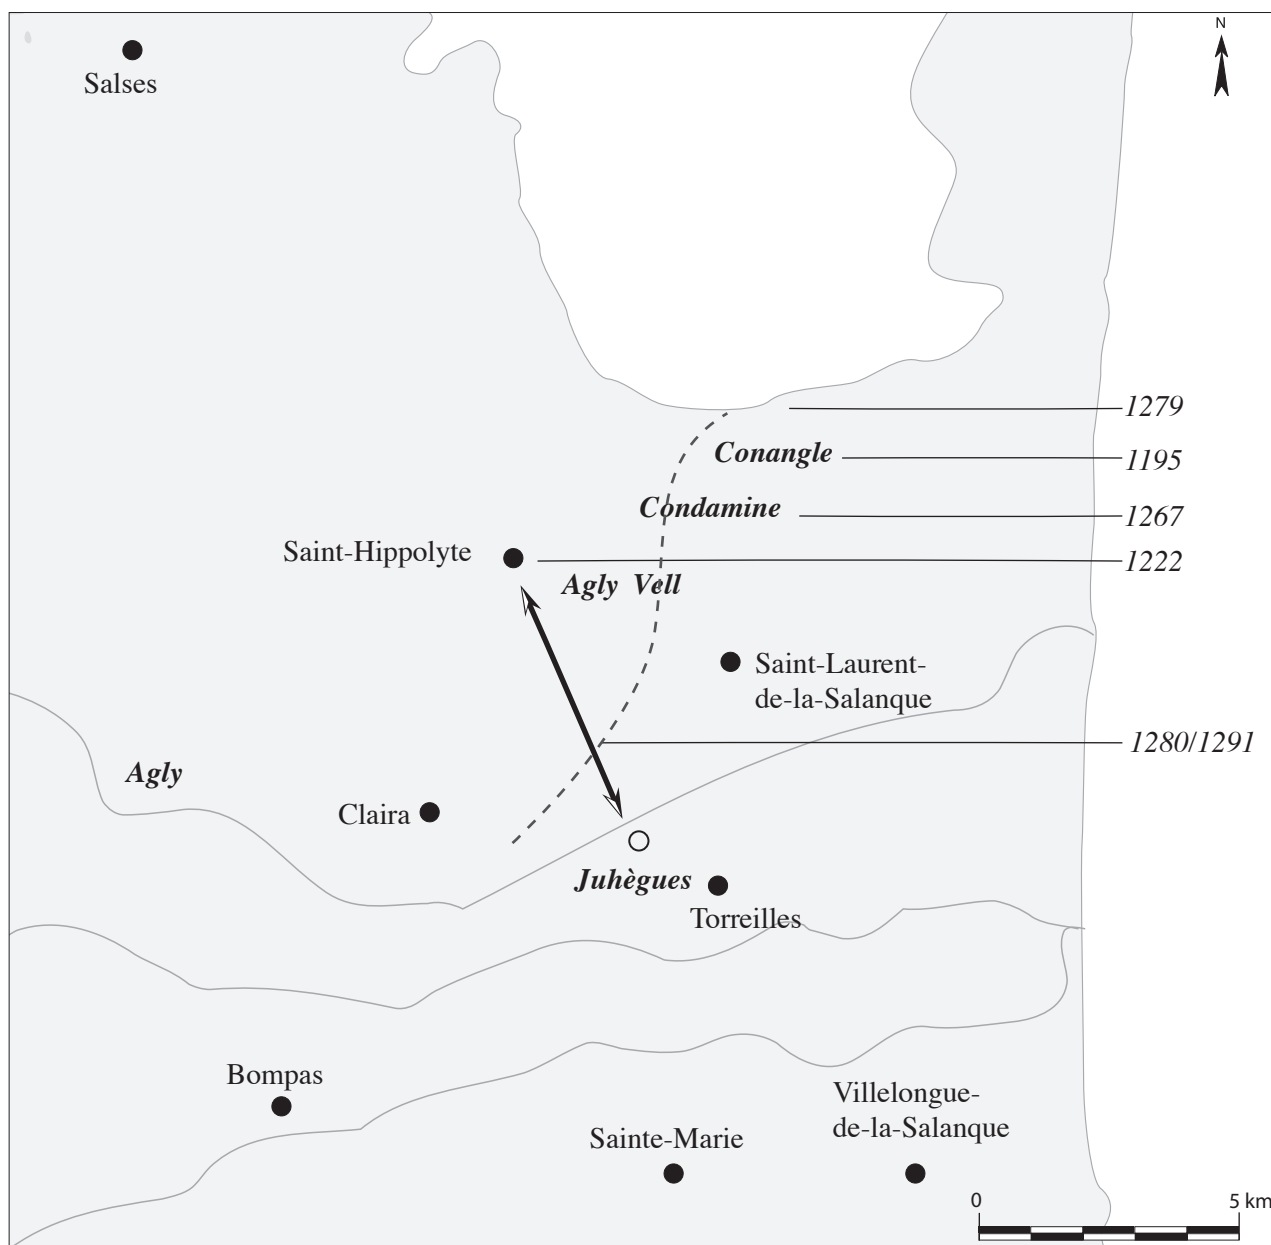 N
Salses
1279
Conangle
1195
Condamine
1267
Saint-Hippolyte
1222
Agly Vell
Saint-Laurent-
de-la-Salanque
1280/1291
Agly
Claira
Juhègues
Torreilles
Bompas
Villelongue-
de-la-Salanque
Sainte-Marie
0
5 km